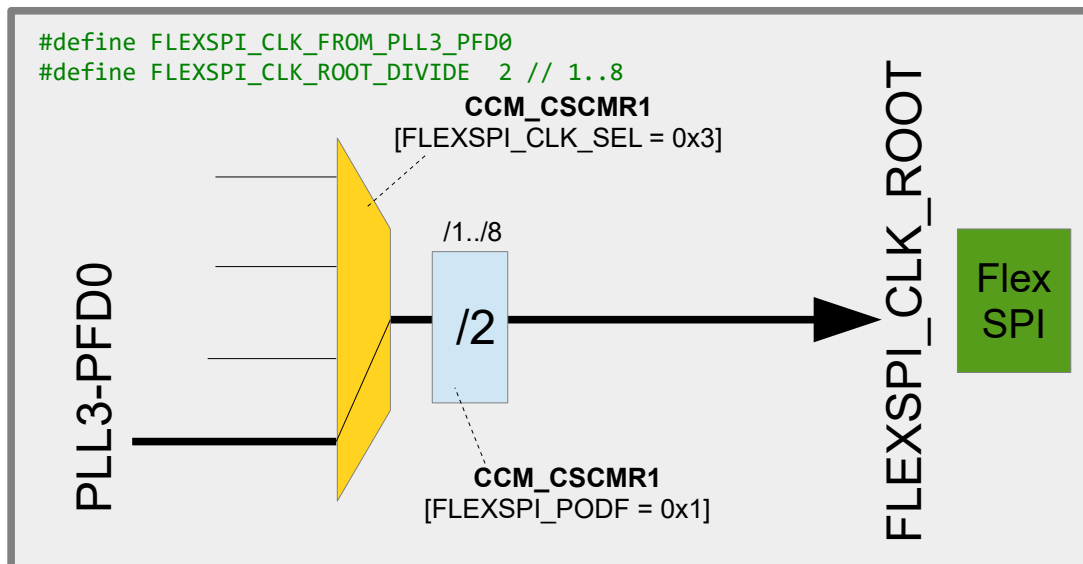 #define FLEXSPI_CLK_FROM_PLL3_PFD0
#define FLEXSPI_CLK_ROOT_DIVIDE  2 // 1..8
CCM_CSCMR1
[FLEXSPI_CLK_SEL = 0x3]
/1../8
/2
PLL3-PFD0
CCM_CSCMR1
[FLEXSPI_PODF = 0x1]
FLEXSPI_CLK_ROOT
Flex
SPI